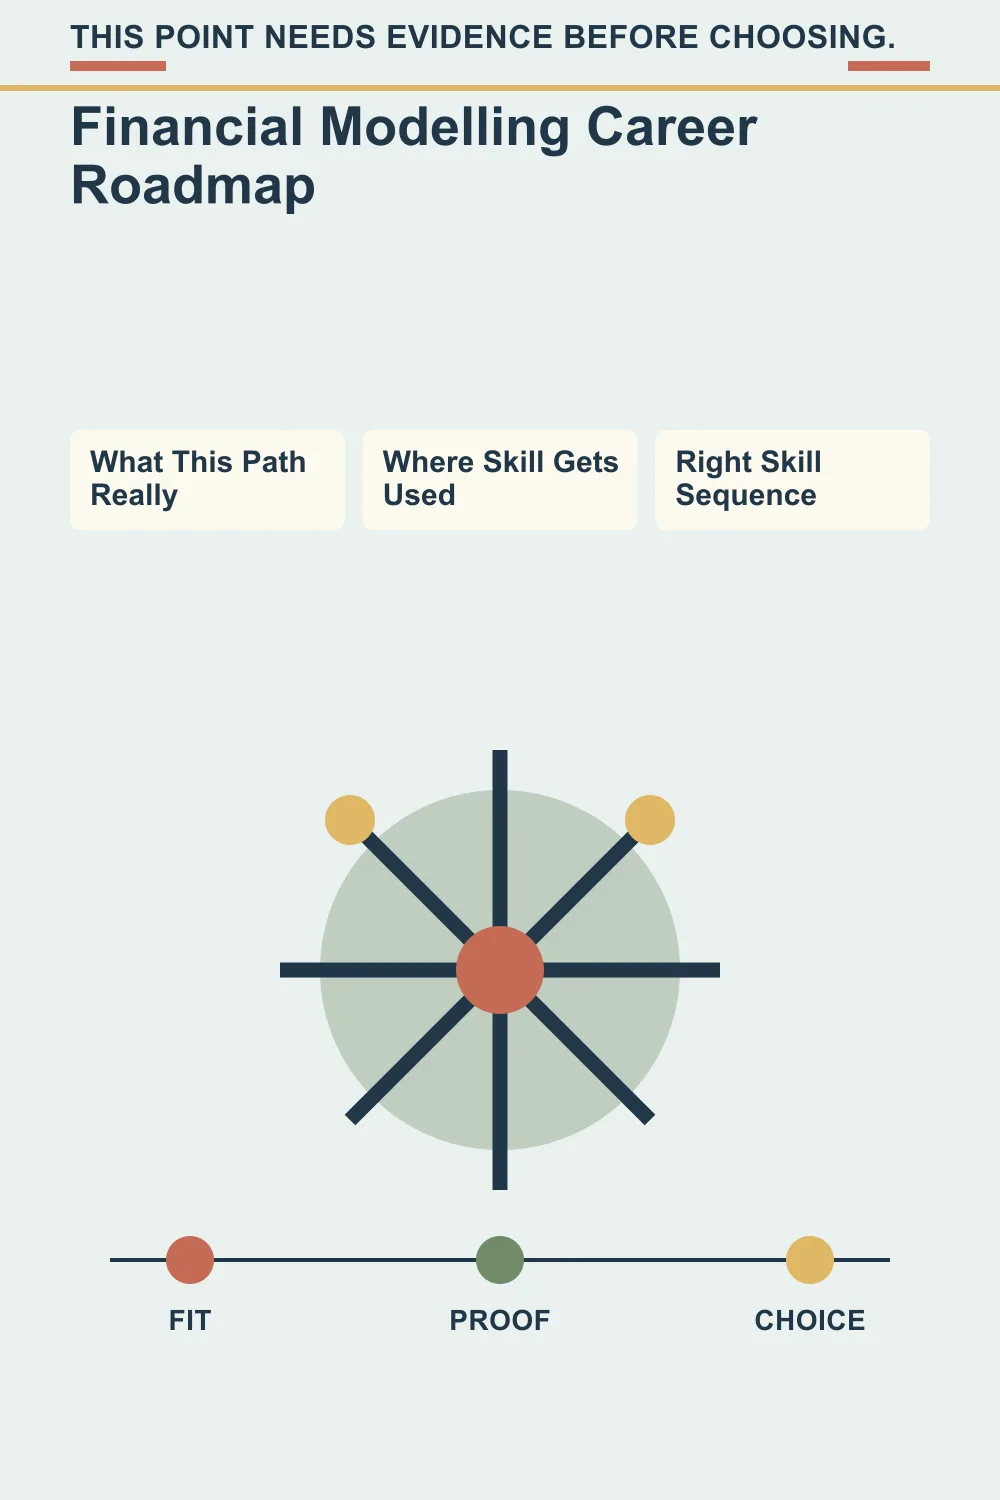 THIS POINT NEEDS EVIDENCE BEFORE CHOOSING.
Financial Modelling Career
Roadmap
What This Path
Really
Where Skill Gets
Used
Right Skill
Sequence
FIT
PROOF
CHOICE